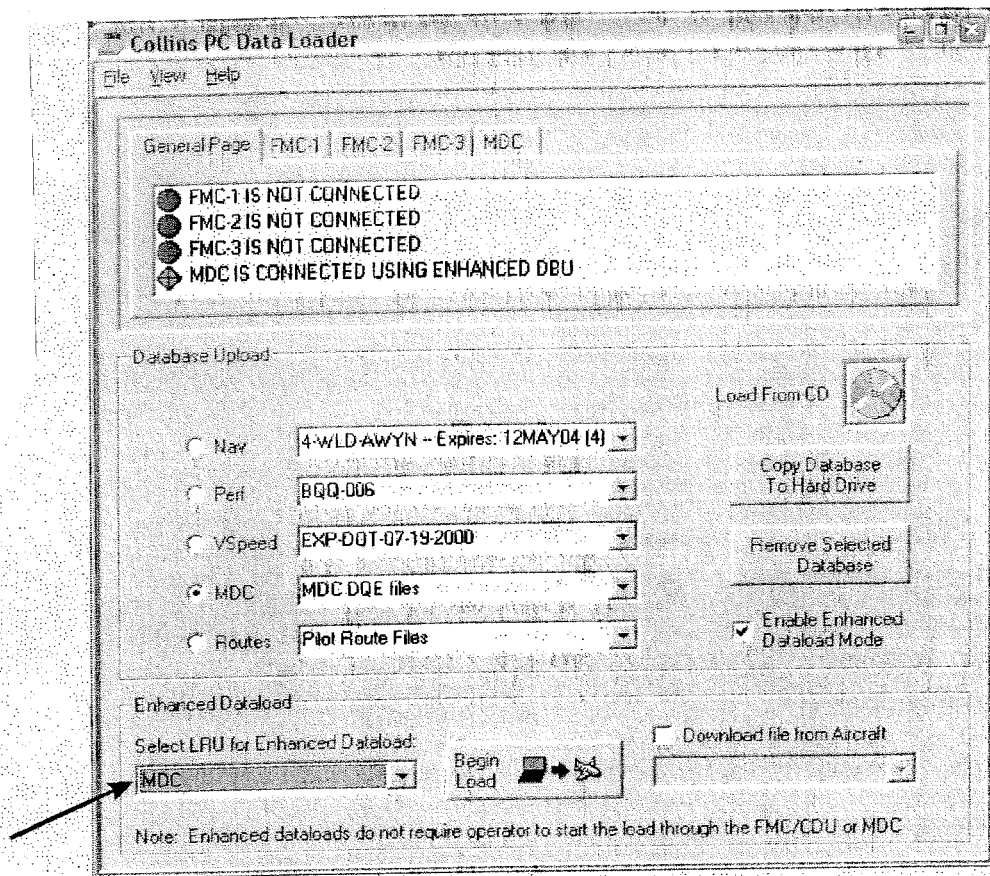 Collins PC Data Loader
File View Help
General Page FMC-1 FMC-2 FMC-3 MDC
FMC-1 IS NOT CONNECTED
FMC-2 IS NOT CONNECTED
FMC-3 IS NOT CONNECTED
MDC IS CONNECTED USING ENHANCED DBU
Database Upload
Load From CD
Nav 4-WLD-AWYN -- Expires: 12MAY04 (4)
Copy Database
To Hard Drive
Perf BQQ-006
VSpeed EXP-DOT-07-19-2000
Remove Selected
Database
MDC MDC DQE files
Enable Enhanced
Dataload Mode
Routes Pilot Route Files
Enhanced Dataload
Select LRU for Enhanced Dataload:
MDC
Begin
Load
Download file from Aircraft
Note: Enhanced dataloads do not require operator to start the load through the FMC/CDU or MDC